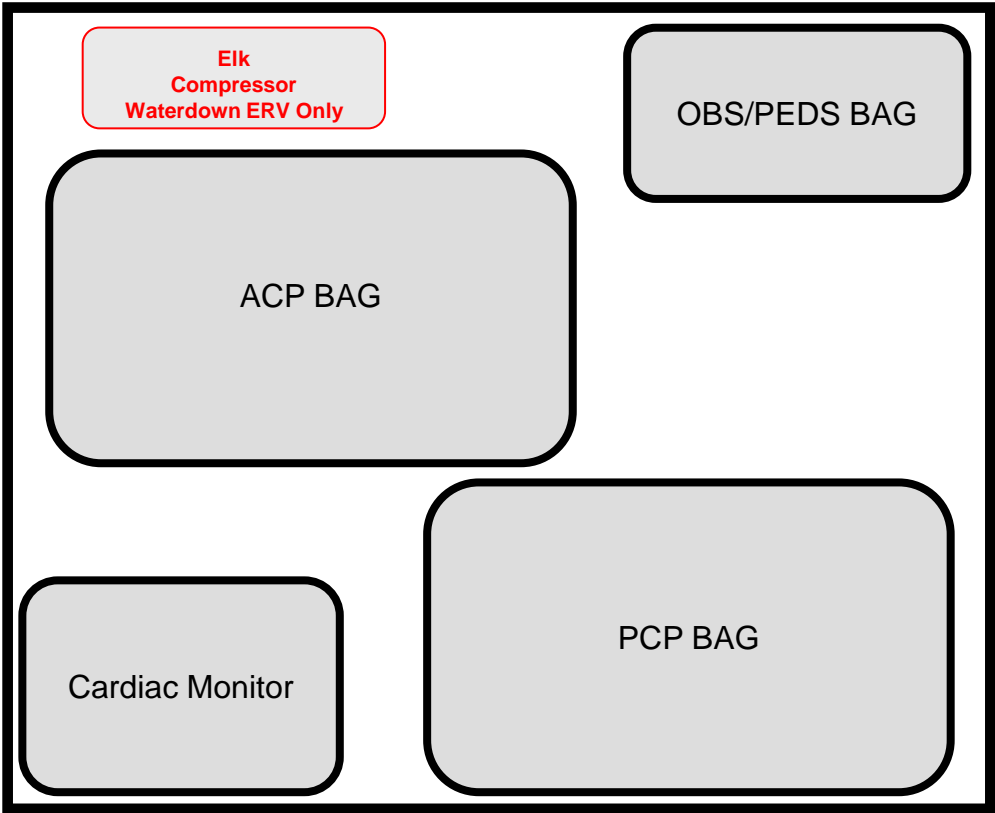 Elk
Compressor
Waterdown ERV Only
OBS/PEDS BAG
ACP BAG
PCP BAG
Cardiac Monitor